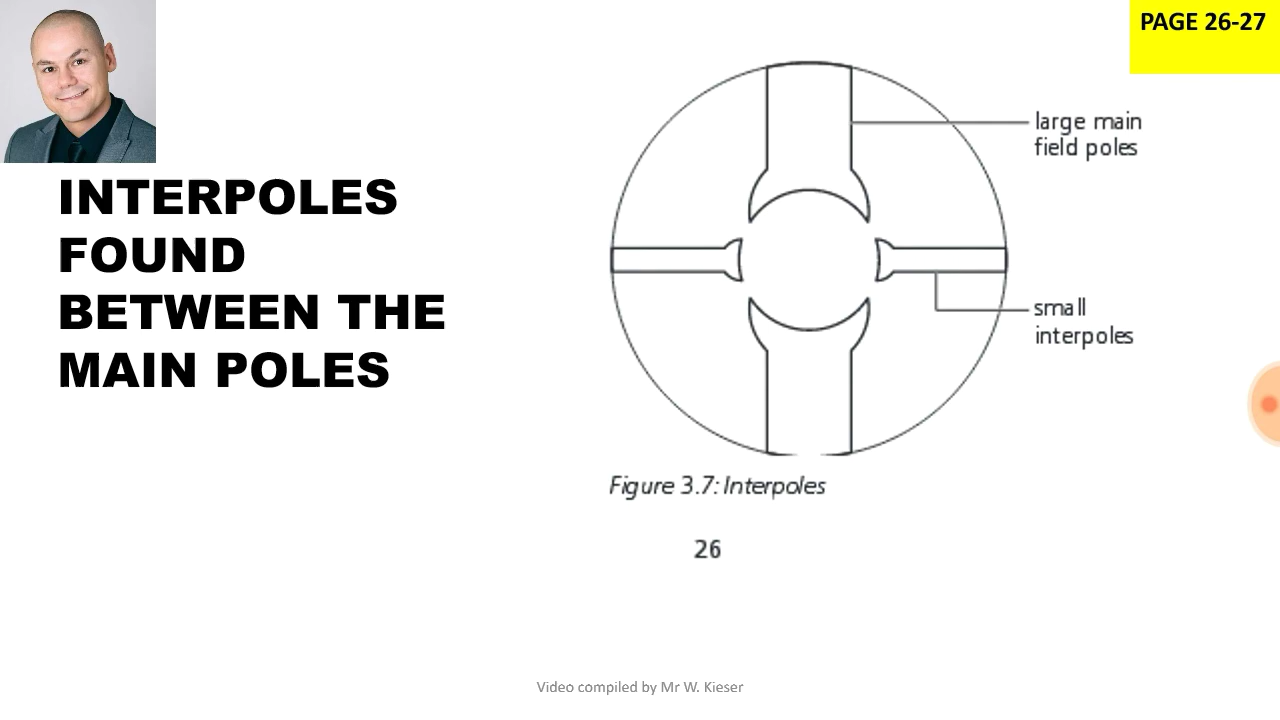 PAGE 26-27
INTERPOLES
FOUND
BETWEEN THE
MAIN POLES
large main
field poles
small
interpoles
Figure 3.7: Interpoles
26
Video compiled by Mr W. Kieser